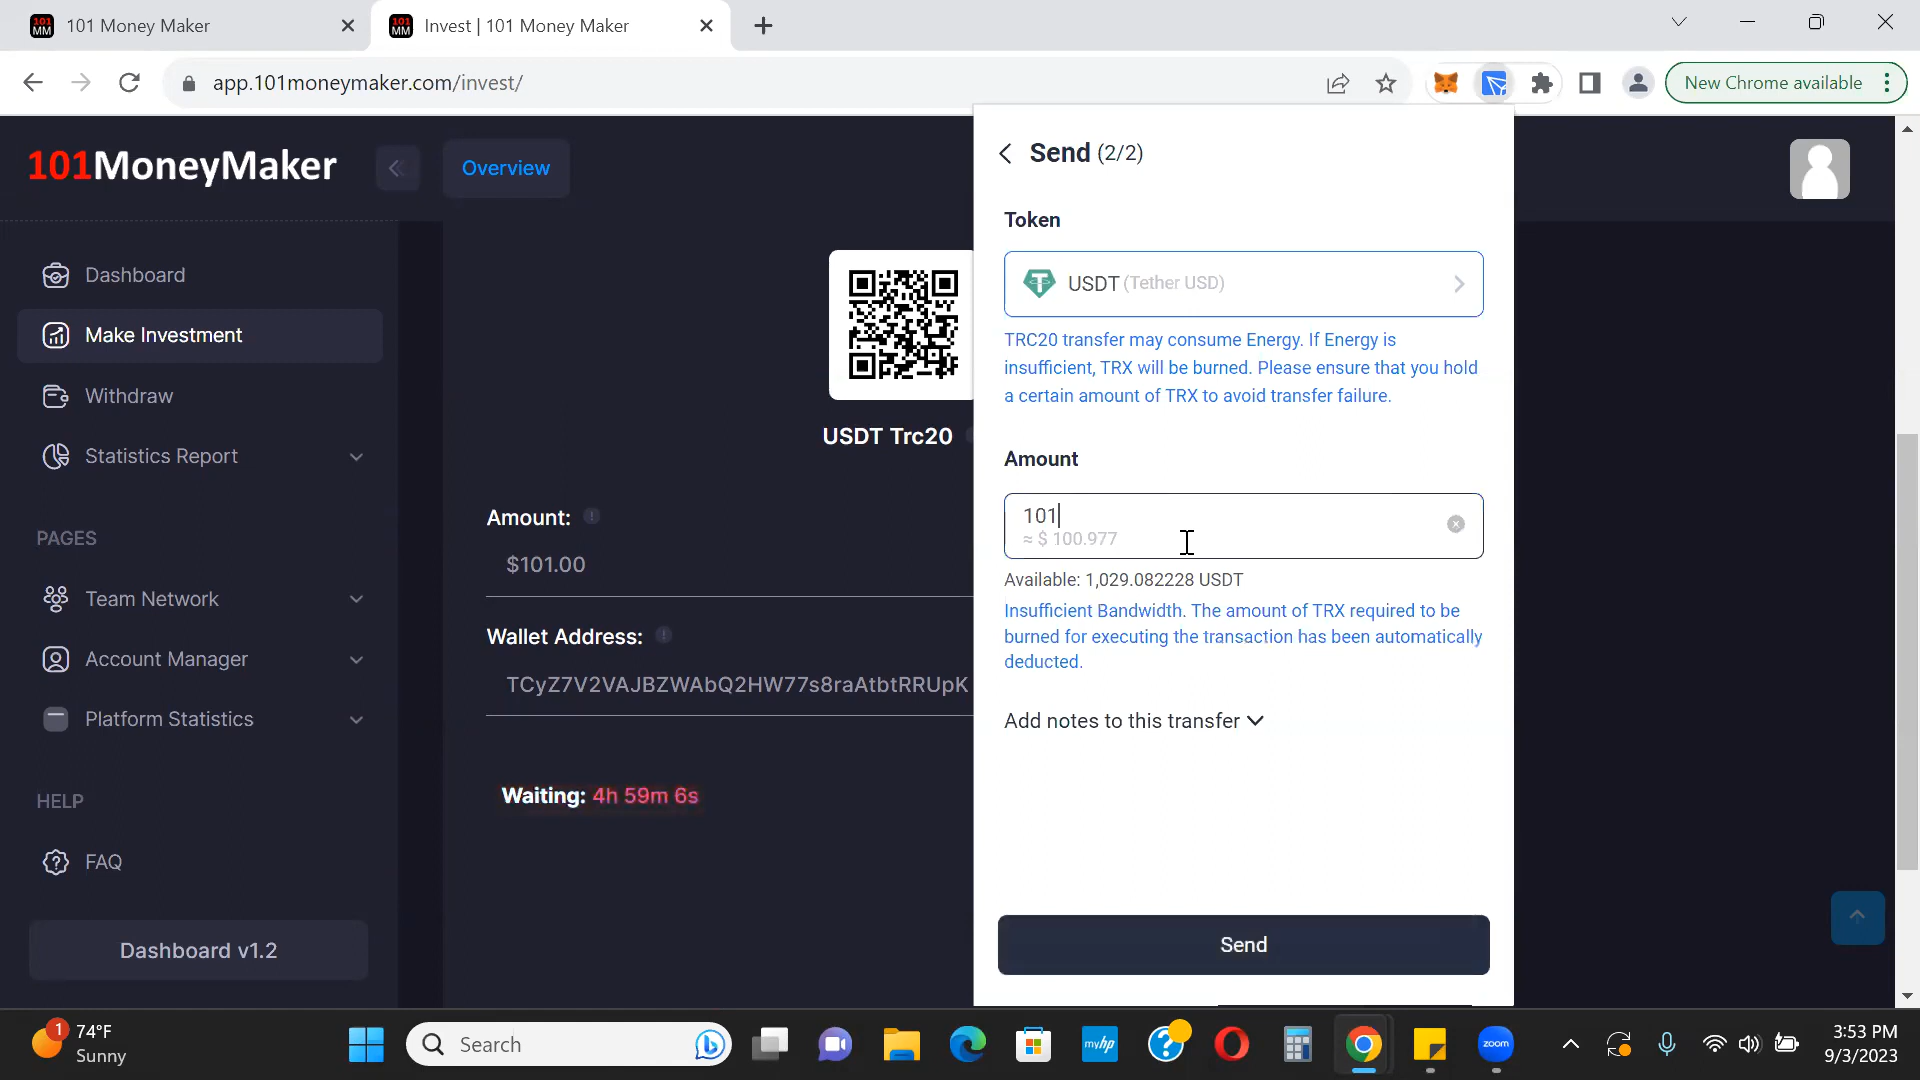 101 Money Maker
Invest | 101 Money Maker
app.101moneymaker.com/invest/
New Chrome available
101MoneyMaker
Overview
Dashboard
Make Investment
Withdraw
Statistics Report
PAGES
Team Network
Account Manager
Platform Statistics
HELP
FAQ
Dashboard v1.2
USDT Trc20
Amount:
$101.00
Wallet Address:
TCyZ7V2VAJBZWAbQ2HW77s8raAtbtRRUpK
Waiting: 4h 59m 6s
Send (2/2)
Token
USDT (Tether USD)
TRC20 transfer may consume Energy. If Energy is
insufficient, TRX will be burned. Please ensure that you hold
a certain amount of TRX to avoid transfer failure.
Amount
101
≈ $ 100.977
Available: 1,029.082228 USDT
Insufficient Bandwidth. The amount of TRX required to be
burned for executing the transaction has been automatically
deducted.
Add notes to this transfer
Send
1
74°F
Sunny
Search
myhp
zoom
3:53 PM
9/3/2023